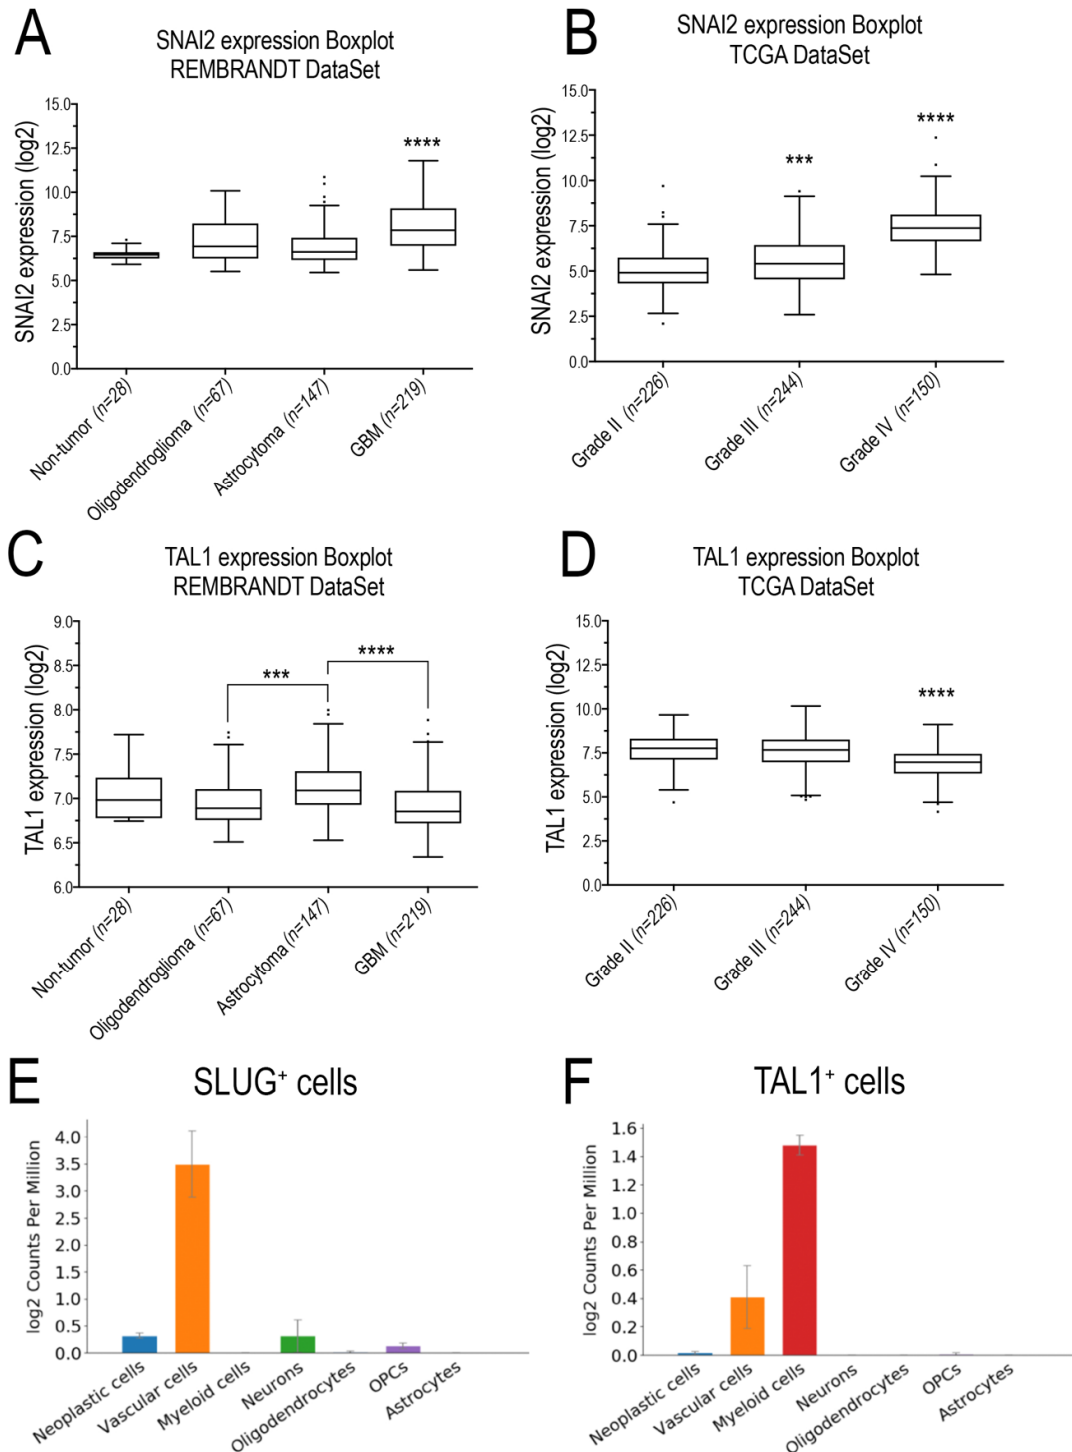 A
SNAI2 expression Boxplot
REMBRANDT DataSet
SNAI2 expression (log2)
15.0
12.5
10.0
7.5
5.0
2.5
0.0
****
Non-tumor (n=28)
Oligodendroglioma (n=67)
Astrocytoma (n=147)
GBM (n=219)
B
SNAI2 expression Boxplot
TCGA DataSet
SNAI2 expression (log2)
15.0
12.5
10.0
7.5
5.0
2.5
0.0
***
****
Grade II (n=226)
Grade III (n=244)
Grade IV (n=150)
C
TAL1 expression Boxplot
REMBRANDT DataSet
TAL1 expression (log2)
9.0
8.5
8.0
7.5
7.0
6.5
6.0
***
****
Non-tumor (n=28)
Oligodendroglioma (n=67)
Astrocytoma (n=147)
GBM (n=219)
D
TAL1 expression Boxplot
TCGA DataSet
TAL1 expression (log2)
15.0
12.5
10.0
7.5
5.0
2.5
0.0
****
Grade II (n=226)
Grade III (n=244)
Grade IV (n=150)
E
SLUG⁺ cells
log2 Counts Per Million
4.0
3.5
3.0
2.5
2.0
1.5
1.0
0.5
0.0
Neoplastic cells
Vascular cells
Myeloid cells
Neurons
Oligodendrocytes
OPCs
Astrocytes
F
TAL1⁺ cells
log2 Counts Per Million
1.6
1.4
1.2
1.0
0.8
0.6
0.4
0.2
0.0
Neoplastic cells
Vascular cells
Myeloid cells
Neurons
Oligodendrocytes
OPCs
Astrocytes